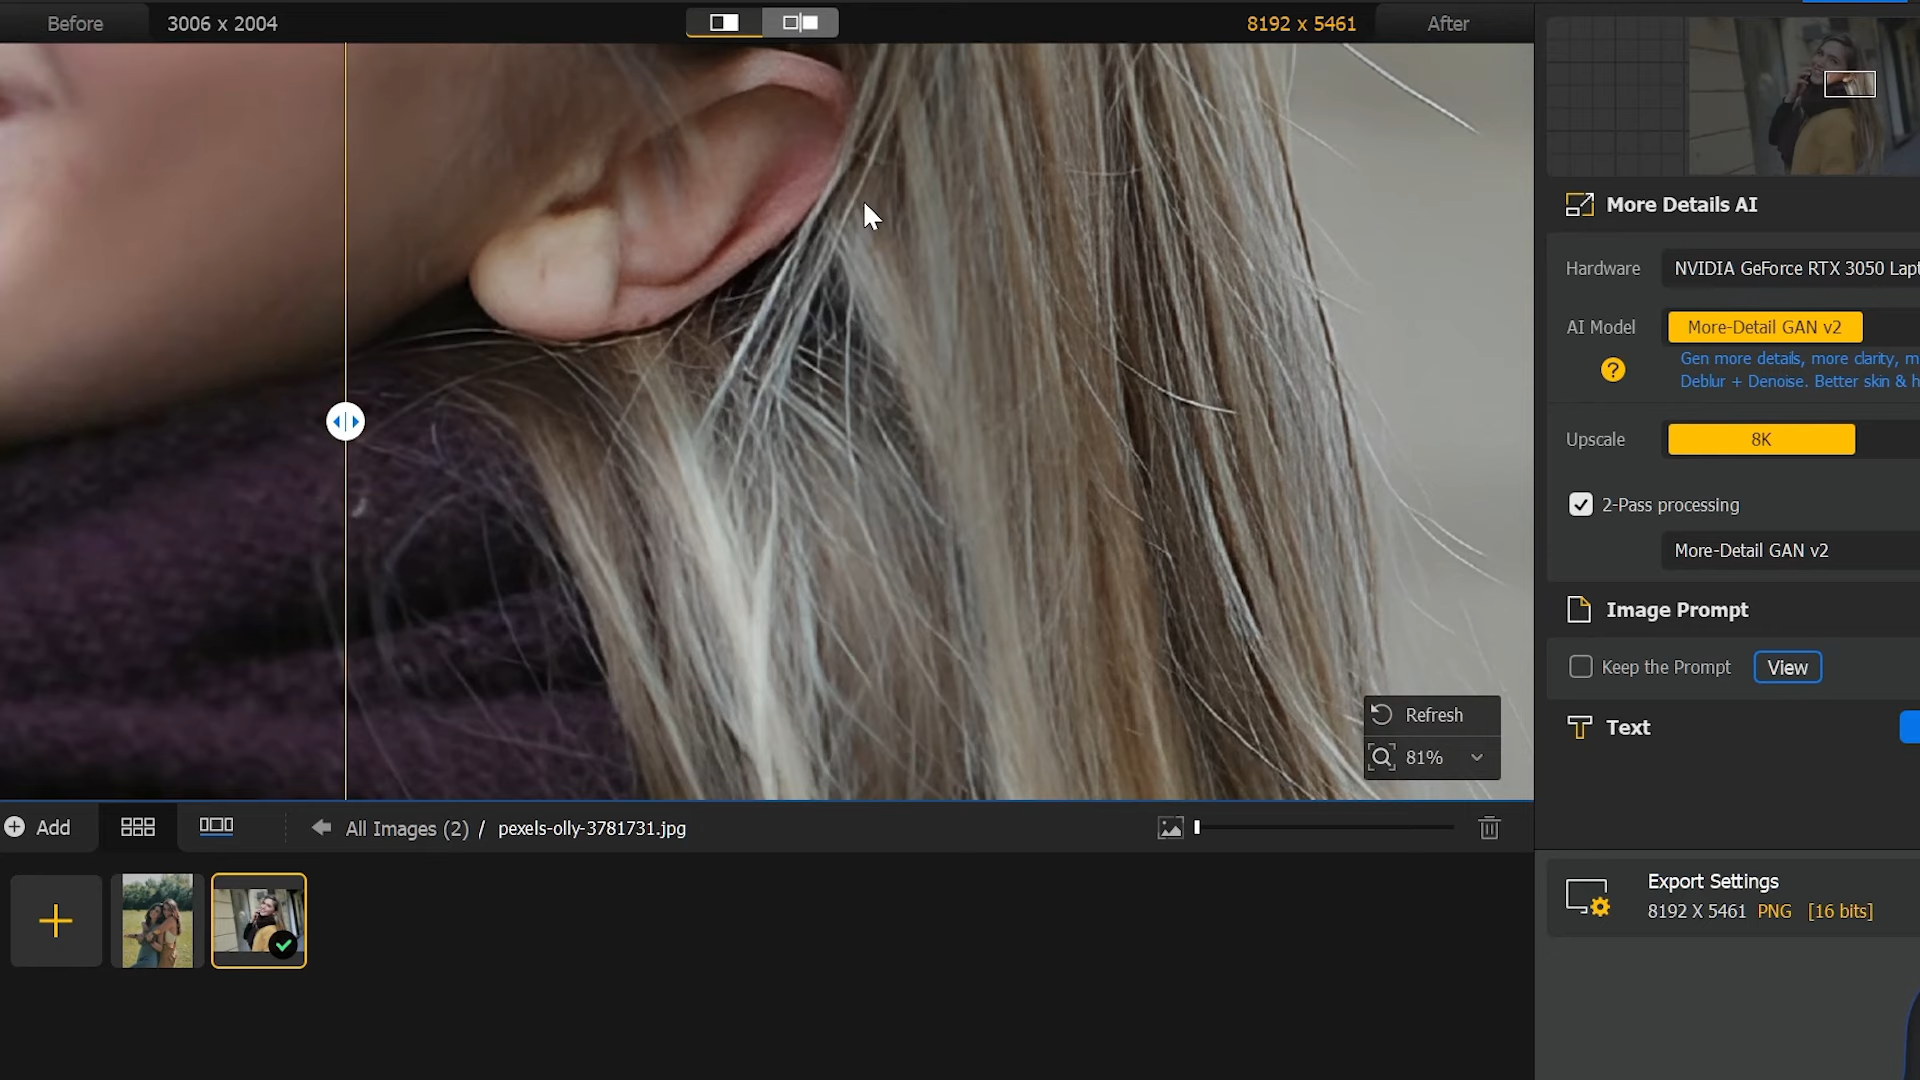 Before
3006 x 2004
8192 x 5461
After
More Details AI
Hardware
NVIDIA GeForce RTX 3050 Lapt
AI Model
More-Detail GAN v2
?
Gen more details, more clarity, m
Deblur + Denoise. Better skin & h
Upscale
8K
2-Pass processing
More-Detail GAN v2
Image Prompt
Keep the Prompt
View
Text
Refresh
81%
Add
All Images (2) / pexels-olly-3781731.jpg
Export Settings
8192 X 5461 PNG [16 bits]